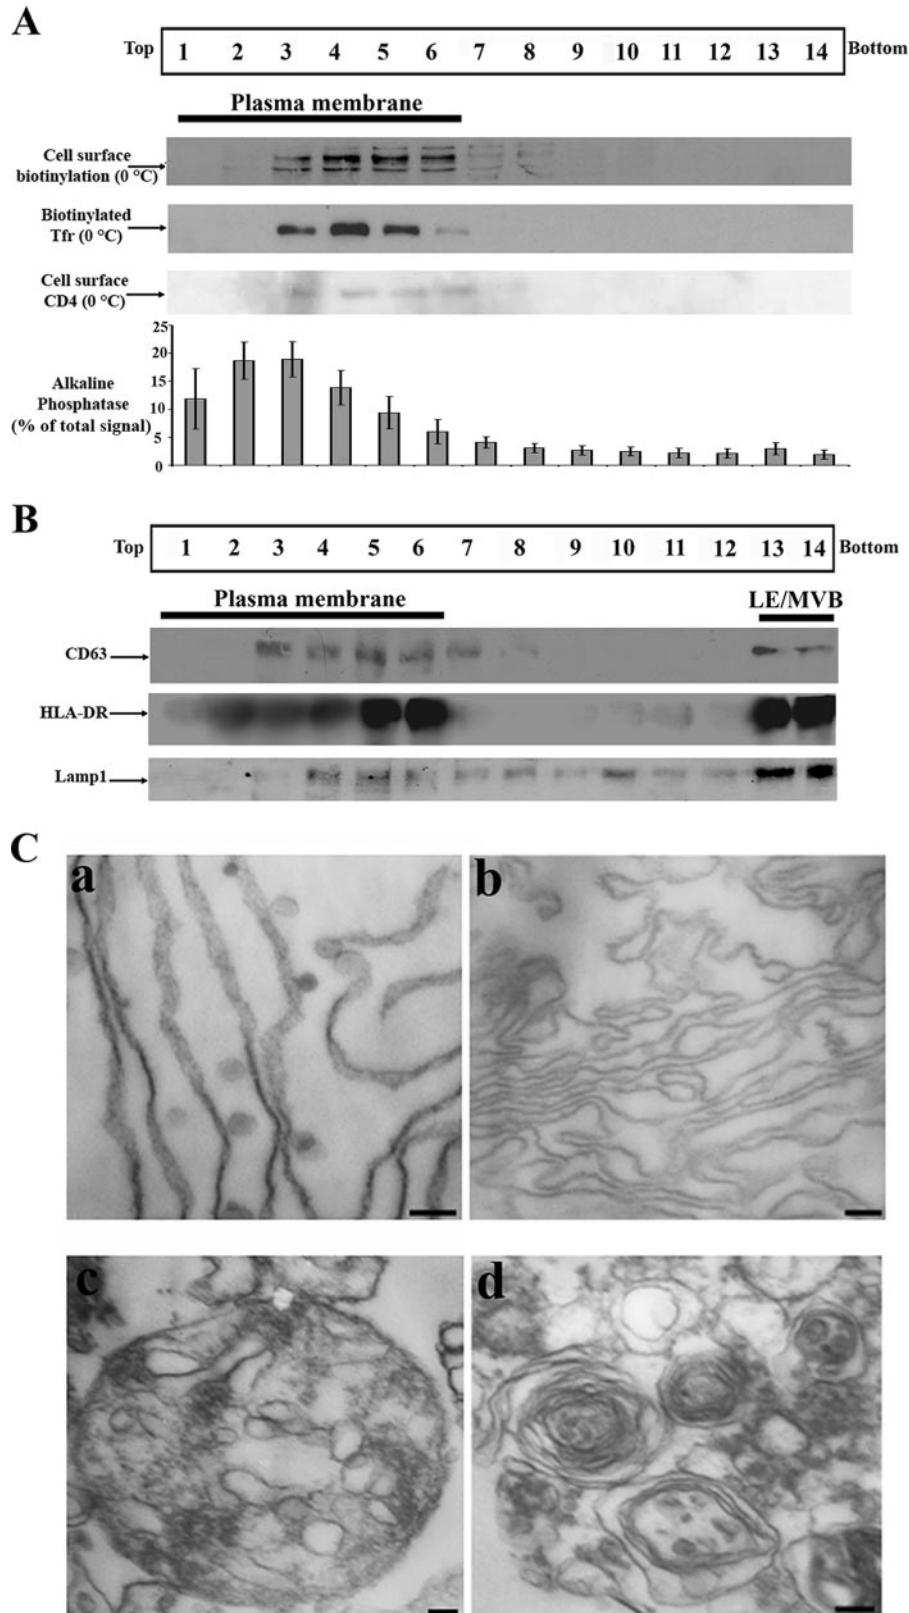 A
Top 1 2 3 4 5 6 7 8 9 10 11 12 13 14 Bottom
Plasma membrane
Cell surface
biotinylation (0 °C)
Biotinylated
Tfr (0 °C)
Cell surface
CD4 (0 °C)
25
20
15
10
5
0
Alkaline
Phosphatase
(% of total signal)
B
Top 1 2 3 4 5 6 7 8 9 10 11 12 13 14 Bottom
Plasma membrane LE/MVB
CD63
HLA-DR
Lamp1
C
a b
c d